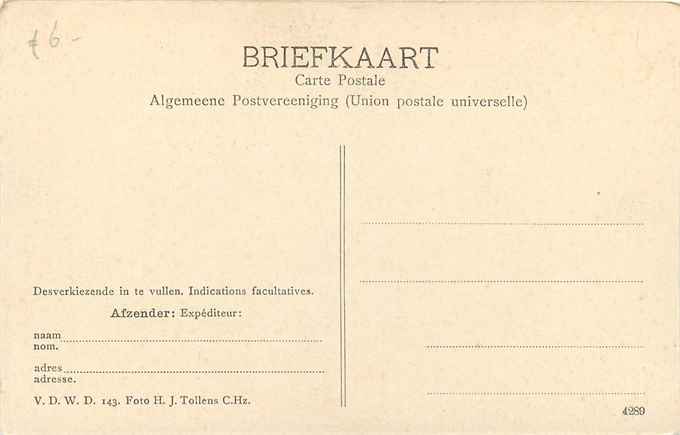 € 6.-
BRIEFKAART
Carte Postale
Algemeene Postvereeniging (Union postale universelle)
Desverkiezende in te vullen. Indications facultatives.
Afzender: Expéditeur:
naam
nom.
adres
adresse.
V. D. W. D. 143. Foto H. J. Tollens C.Hz.
4289